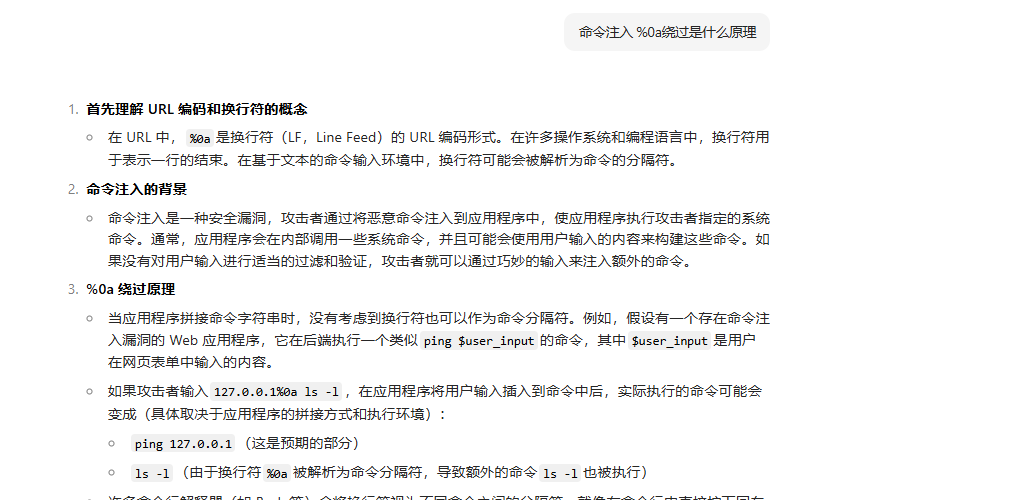 命令注入 %0a绕过是什么原理
1. 首先理解 URL 编码和换行符的概念
在 URL 中，%0a是换行符（LF，Line Feed）的 URL 编码形式。在许多操作系统和编程语言中，换行符用
于表示一行的结束。在基于文本的命令输入环境中，换行符可能会被解析为命令的分隔符。
2. 命令注入的背景
命令注入是一种安全漏洞，攻击者通过将恶意命令注入到应用程序中，使应用程序执行攻击者指定的系统
命令。通常，应用程序会在内部调用一些系统命令，并且可能会使用用户输入的内容来构建这些命令。如
果没有对用户输入进行适当的过滤和验证，攻击者就可以通过巧妙的输入来注入额外的命令。
3. %0a 绕过原理
当应用程序拼接命令字符串时，没有考虑到换行符也可以作为命令分隔符。例如，假设有一个存在命令注
入漏洞的 Web 应用程序，它在后端执行一个类似 ping $user_input 的命令，其中 $user_input 是用户
在网页表单中输入的内容。
如果攻击者输入 127.0.0.1%0a ls -l ，在应用程序将用户输入插入到命令中后，实际执行的命令可能会
变成（具体取决于应用程序的拼接方式和执行环境）：
ping 127.0.0.1 （这是预期的部分）
ls -l （由于换行符 %0a 被解析为命令分隔符，导致额外的命令 ls -l 也被执行）